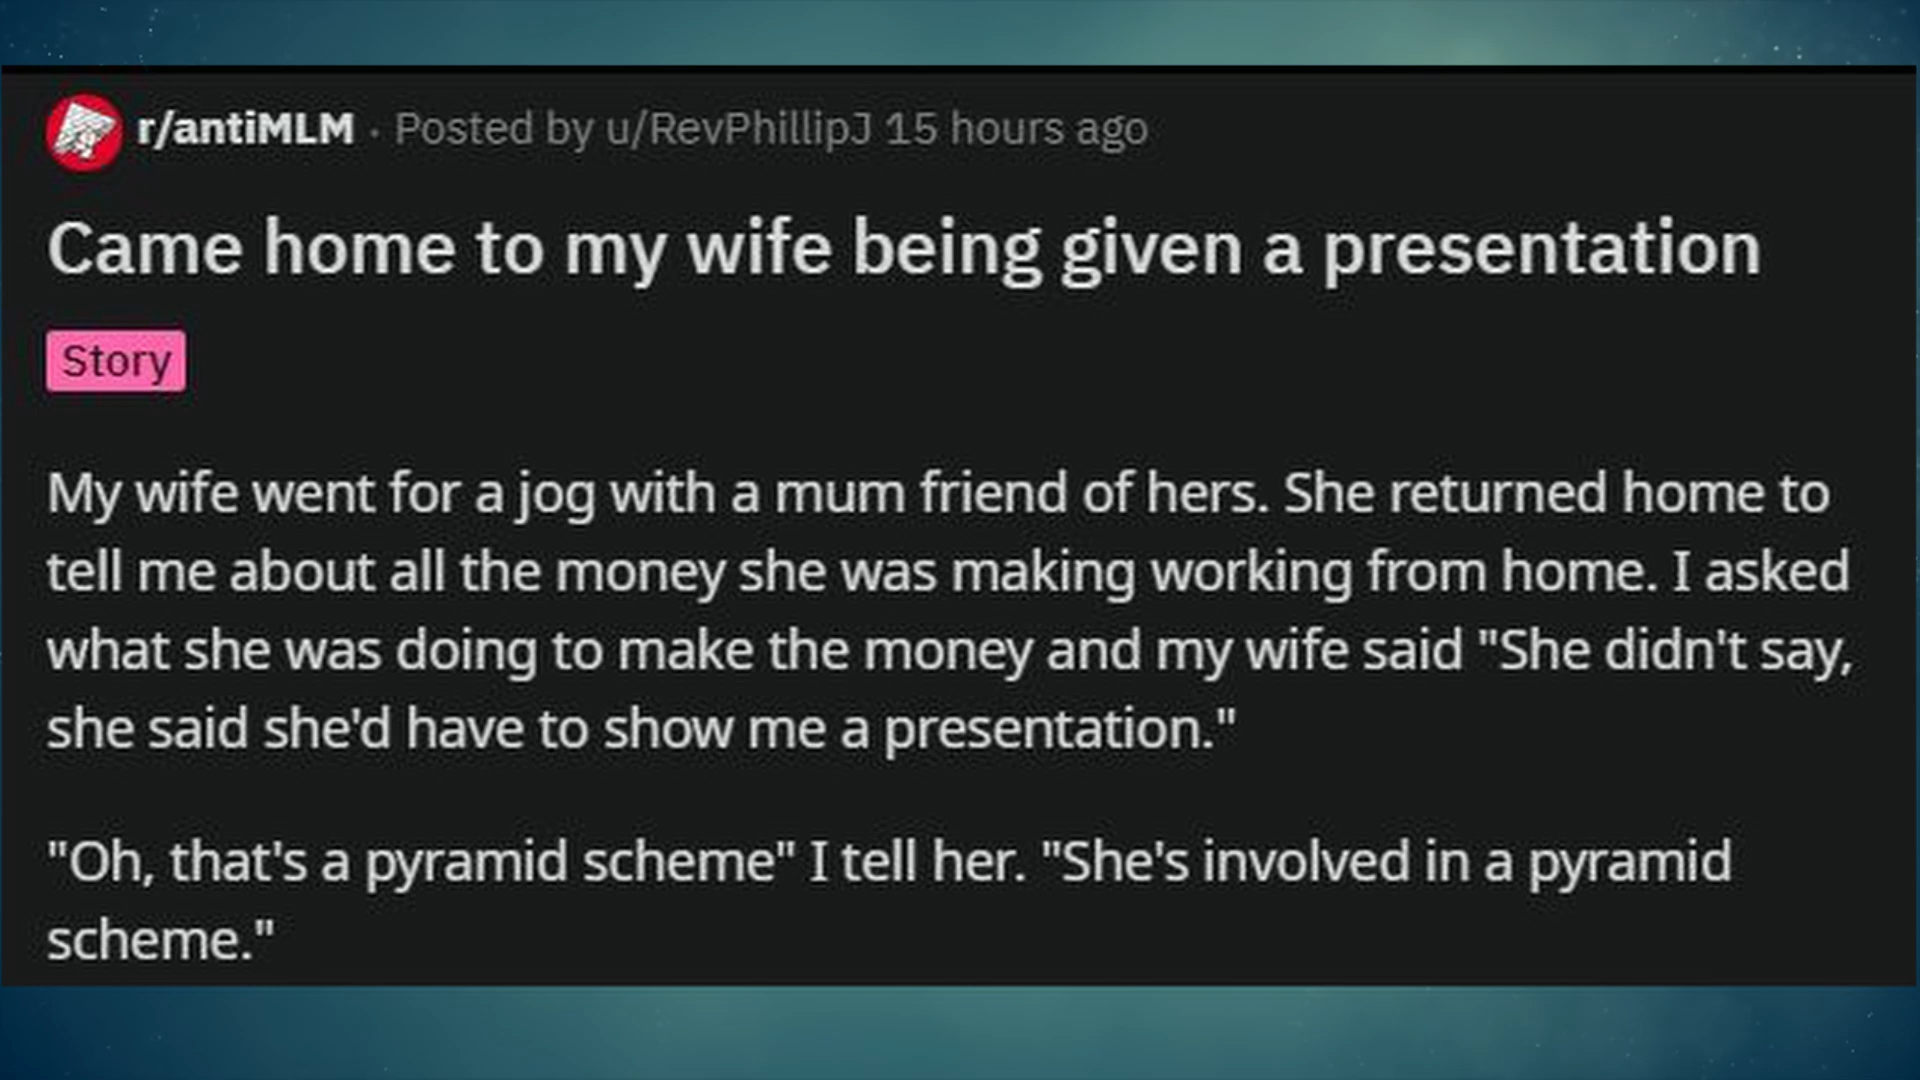 r/antiMLM · Posted by u/RevPhillipJ 15 hours ago
Came home to my wife being given a presentation
Story
My wife went for a jog with a mum friend of hers. She returned home to
tell me about all the money she was making working from home. I asked
what she was doing to make the money and my wife said "She didn't say,
she said she'd have to show me a presentation."
"Oh, that's a pyramid scheme" I tell her. "She's involved in a pyramid
scheme."